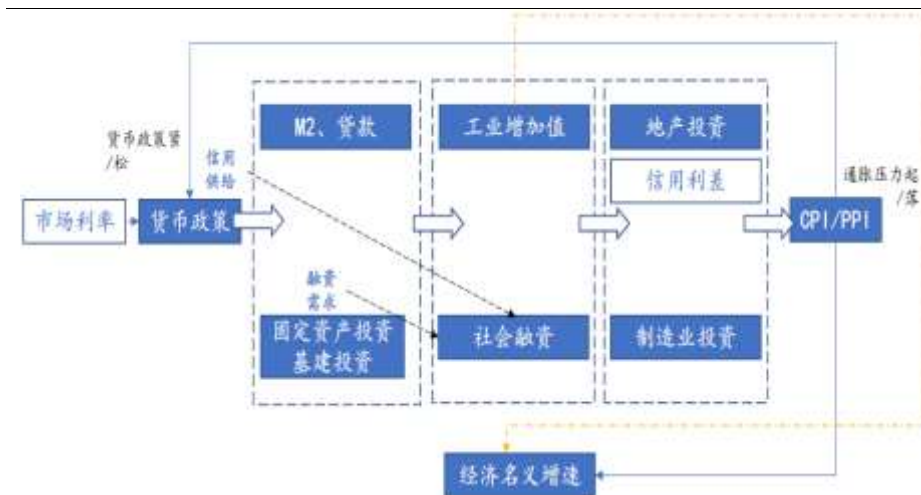 M2、贷款
工业增加值
地产投资
货币政策紧
/松
信用
供给
信用利差
通胀压力起
/落
市场利率
货币政策
CPI/PPI
融资
需求
固定资产投资
基建投资
社会融资
制造业投资
经济名义增速